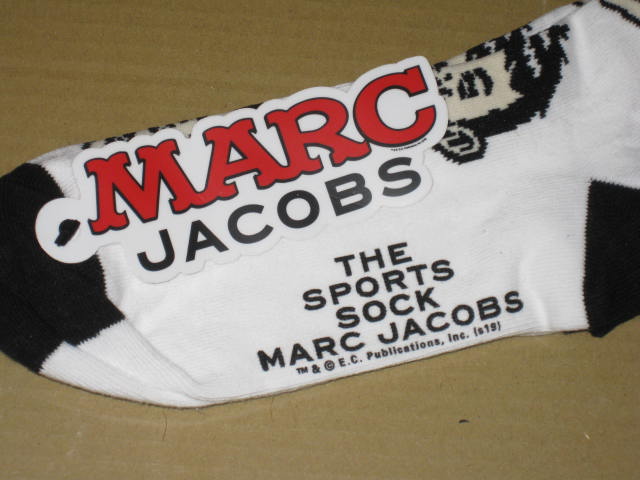 MARC
JACOBS
THE
SPORTS
SOCK
MARC JACOBS
™ & © E.C. Publications, Inc. (s19)